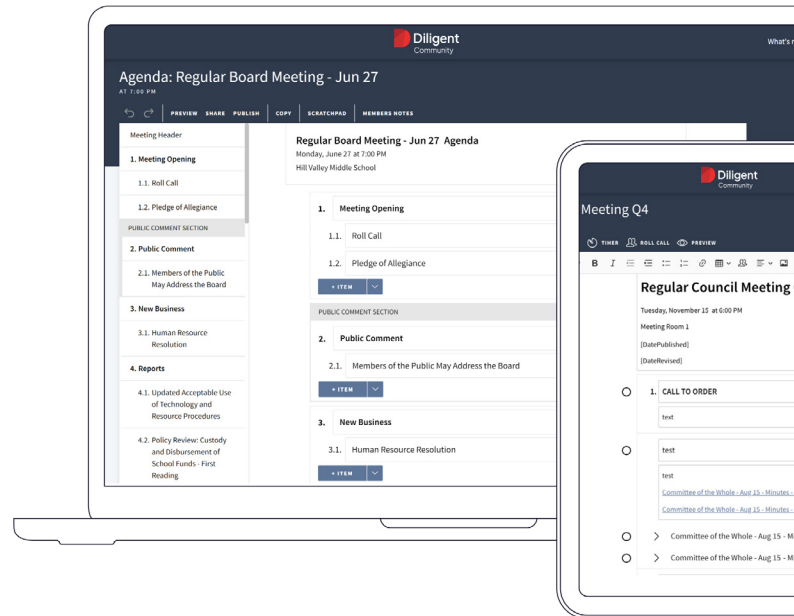 Diligent
Community
What's
Agenda: Regular Board Meeting - Jun 27
AT 7:00 PM
PREVIEW SHARE PUBLISH COPY SCRATCHPAD MEMBERS NOTES
Meeting Header
1. Meeting Opening
1.1. Roll Call
1.2. Pledge of Allegiance
PUBLIC COMMENT SECTION
2. Public Comment
2.1. Members of the Public
May Address the Board
3. New Business
3.1. Human Resource
Resolution
4. Reports
4.1. Updated Acceptable Use
of Technology and
Resource Procedures
4.2. Policy Review: Custody
and Disbursement of
School Funds - First
Reading
Regular Board Meeting - Jun 27 Agenda
Monday, June 27 at 7:00 PM
Hill Valley Middle School
1. Meeting Opening
1.1. Roll Call
1.2. Pledge of Allegiance
+ ITEM
PUBLIC COMMENT SECTION
2. Public Comment
2.1. Members of the Public May Address the Board
+ ITEM
3. New Business
3.1. Human Resource Resolution
+ ITEM
Diligent
Community
Meeting Q4
TIMER ROLL CALL PREVIEW
B I
Regular Council Meeting
Tuesday, November 15 at 6:00 PM
Meeting Room 1
[DatePublished]
[DateRevised]
1. CALL TO ORDER
text
test
test
Committee of the Whole - Aug 15 - Minutes -
Committee of the Whole - Aug 15 - Minutes -
Committee of the Whole - Aug 15 - M
Committee of the Whole - Aug 15 - M